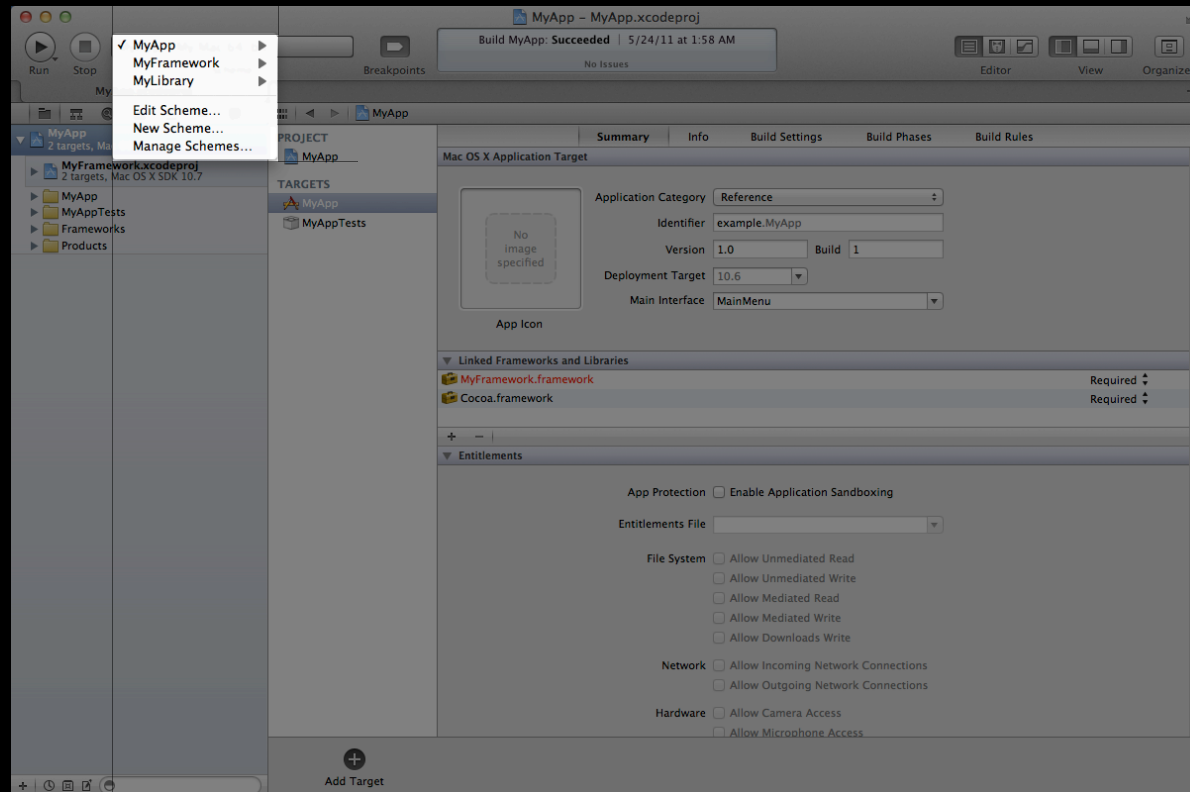 MyApp – MyApp.xcodeproj
Run
Stop
✓ MyApp
MyFramework
MyLibrary
Edit Scheme...
New Scheme...
Manage Schemes...
Breakpoints
Build MyApp: Succeeded | 5/24/11 at 1:58 AM
No Issues
Editor
View
Organize
My
MyApp
MyApp
2 targets, Mac
MyFramework.xcodeproj
2 targets, Mac OS X SDK 10.7
MyApp
MyAppTests
Frameworks
Products
PROJECT
MyApp
TARGETS
MyApp
MyAppTests
Summary
Info
Build Settings
Build Phases
Build Rules
Mac OS X Application Target
No
image
specified
App Icon
Application Category Reference
Identifier example.MyApp
Version 1.0 Build 1
Deployment Target 10.6
Main Interface MainMenu
Linked Frameworks and Libraries
MyFramework.framework Required
Cocoa.framework Required
Entitlements
App Protection Enable Application Sandboxing
Entitlements File
File System Allow Unmediated Read
Allow Unmediated Write
Allow Mediated Read
Allow Mediated Write
Allow Downloads Write
Network Allow Incoming Network Connections
Allow Outgoing Network Connections
Hardware Allow Camera Access
Allow Microphone Access
Add Target